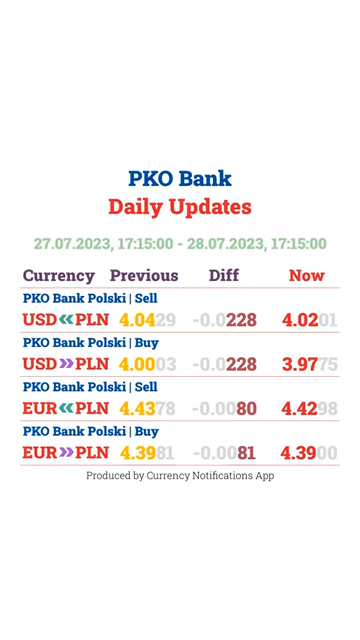 PKO Bank
Daily Updates
27.07.2023, 17:15:00 - 28.07.2023, 17:15:00
Currency Previous Diff Now
PKO Bank Polski | Sell
USD « PLN 4.0429 -0.0228 4.0201
PKO Bank Polski | Buy
USD » PLN 4.0003 -0.0228 3.9775
PKO Bank Polski | Sell
EUR « PLN 4.4378 -0.0080 4.4298
PKO Bank Polski | Buy
EUR » PLN 4.3981 -0.0081 4.3900
Produced by Currency Notifications App